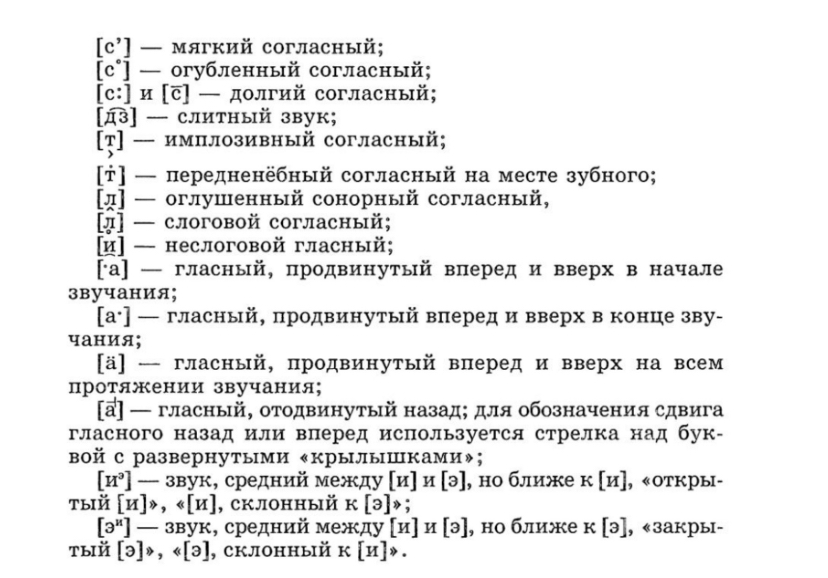 [с’] — мягкий согласный;
[с°] — огубленный согласный;
[с:] и [с̅] — долгий согласный;
[д͡з] — слитный звук;
[т͕] — имплозивный согласный;
[т̇] — передненёбный согласный на месте зубного;
[л̭] — оглушенный сонорный согласный,
[л̥] — слоговой согласный;
[и̯] — неслоговой гласный;
[˙а] — гласный, продвинутый вперед и вверх в начале
звучания;
[а˙] — гласный, продвинутый вперед и вверх в конце зву-
чания;
[ä] — гласный, продвинутый вперед и вверх на всем
протяжении звучания;
[а⃗] — гласный, отодвинутый назад; для обозначения сдвига
гласного назад или вперед используется стрелка над бук-
вой с развернутыми «крылышками»;
[иᵊ] — звук, средний между [и] и [э], но ближе к [и], «откры-
тый [и]», «[и], склонный к [э]»;
[эᶦ] — звук, средний между [и] и [э], но ближе к [э], «закры-
тый [э]», «[э], склонный к [и]».